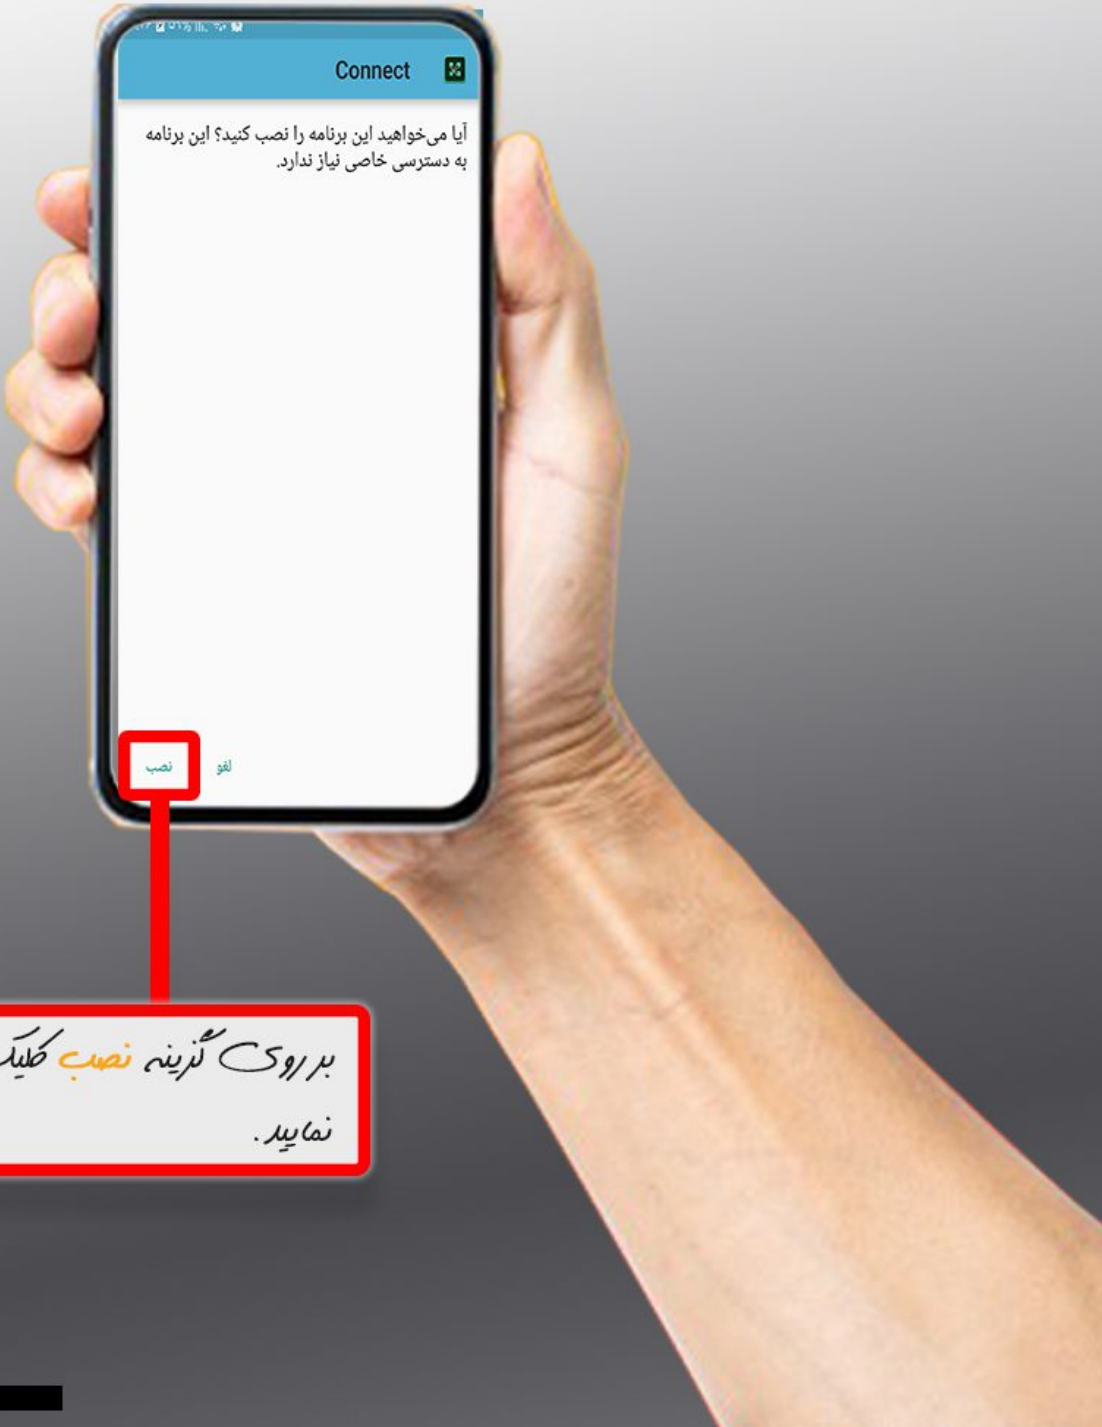 Connect
آیا می‌خواهید این برنامه را نصب کنید؟ این برنامه
به دسترسی خاصی نیاز ندارد.
لغو
نصب
بر روی گزینه نصب کلیک
نمایید.